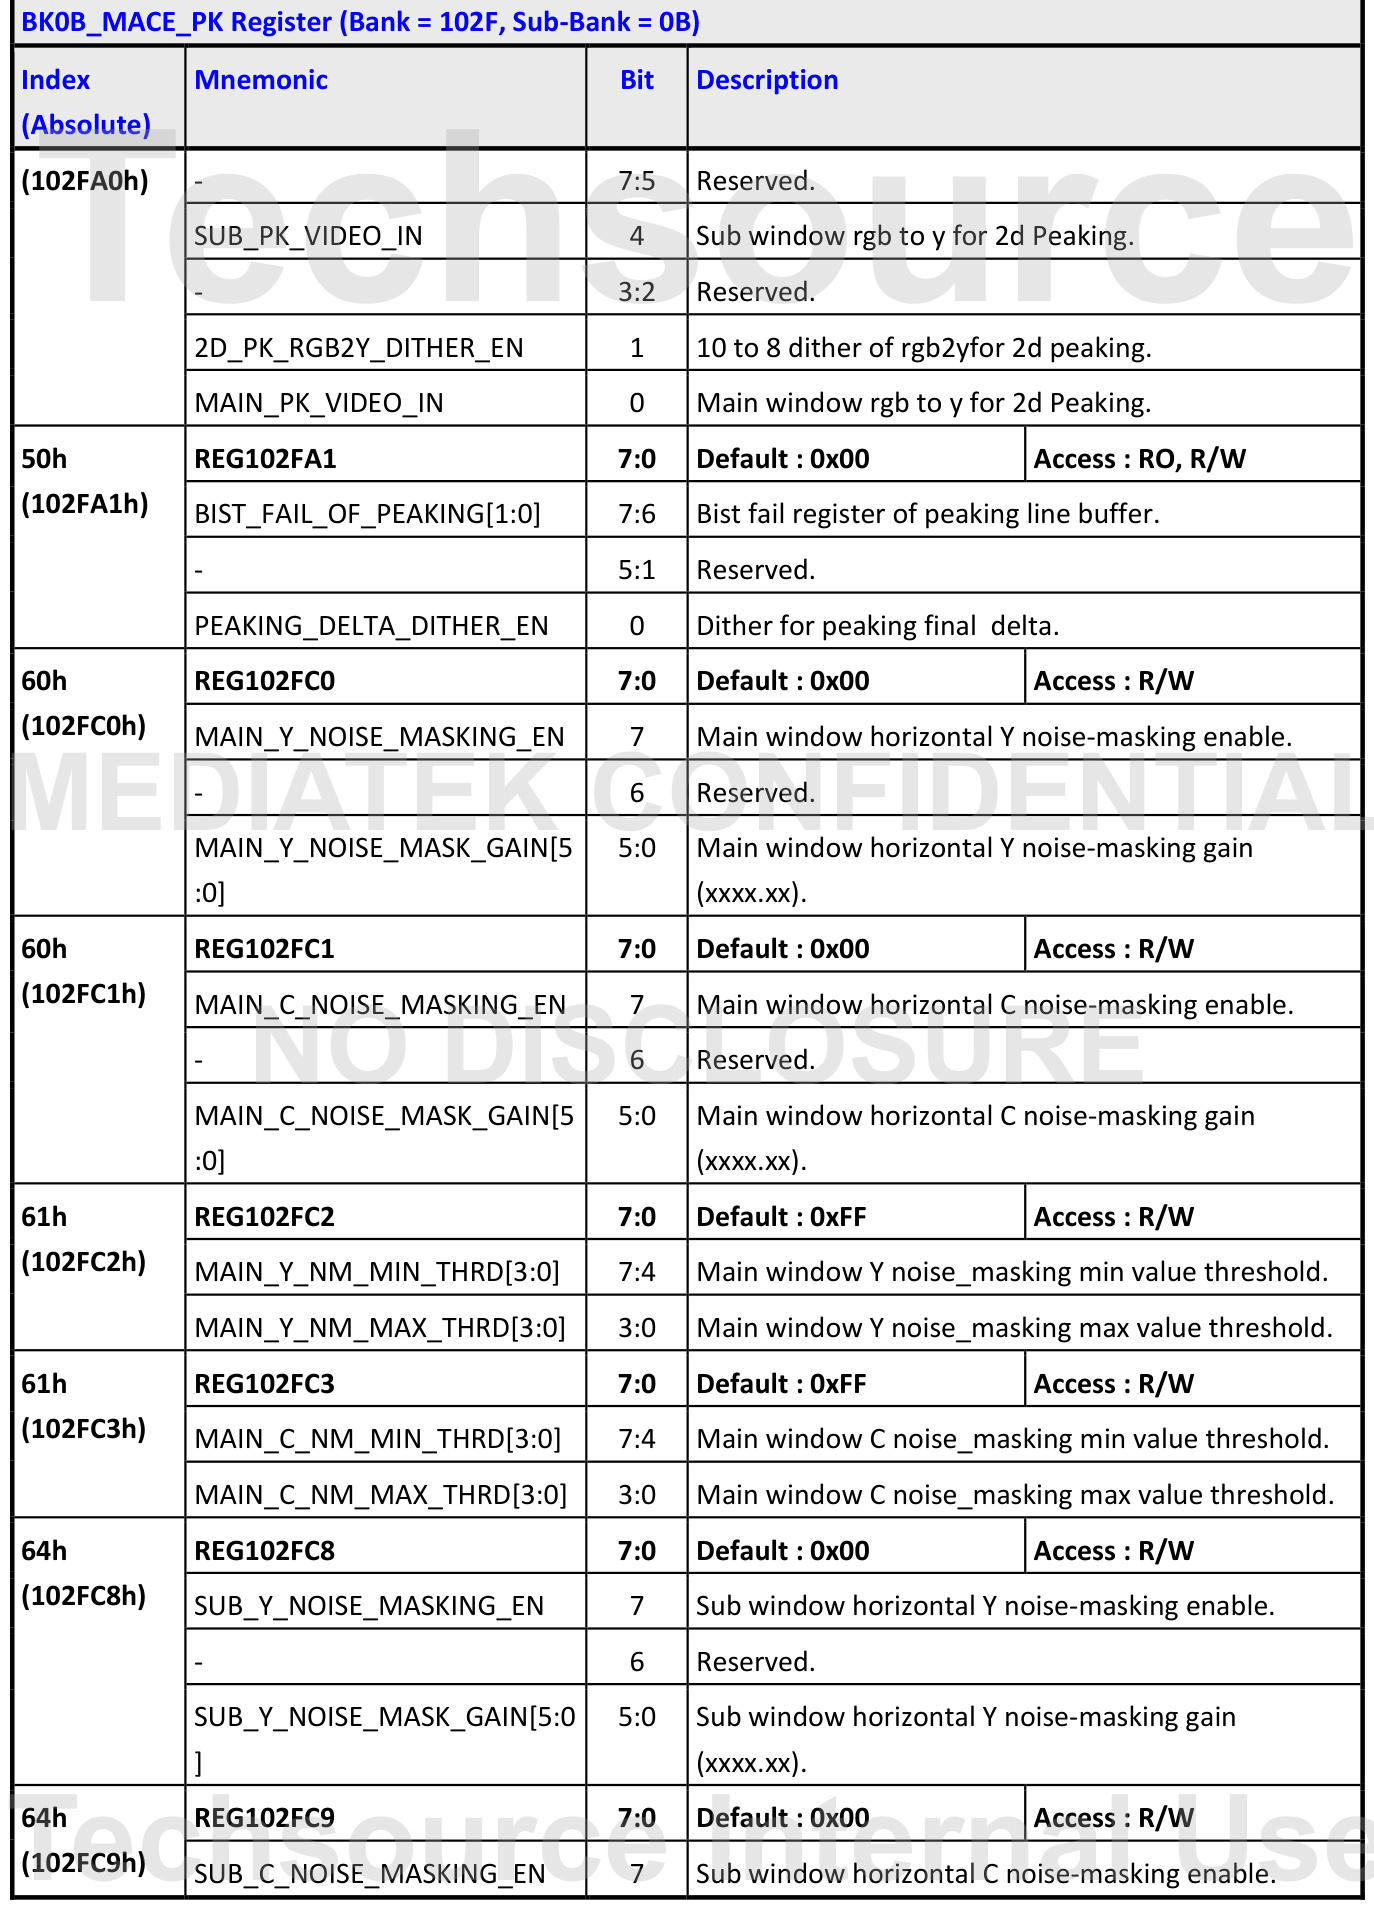 BK0B_MACE_PK Register (Bank = 102F, Sub-Bank = 0B)
Index (Absolute) Mnemonic Bit Description
(102FA0h) - 7:5 Reserved.
SUB_PK_VIDEO_IN 4 Sub window rgb to y for 2d Peaking.
- 3:2 Reserved.
2D_PK_RGB2Y_DITHER_EN 1 10 to 8 dither of rgb2yfor 2d peaking.
MAIN_PK_VIDEO_IN 0 Main window rgb to y for 2d Peaking.
50h REG102FA1 7:0 Default : 0x00 Access : RO, R/W
(102FA1h) BIST_FAIL_OF_PEAKING[1:0] 7:6 Bist fail register of peaking line buffer.
- 5:1 Reserved.
PEAKING_DELTA_DITHER_EN 0 Dither for peaking final  delta.
60h REG102FC0 7:0 Default : 0x00 Access : R/W
(102FC0h) MAIN_Y_NOISE_MASKING_EN 7 Main window horizontal Y noise-masking enable.
- 6 Reserved.
MAIN_Y_NOISE_MASK_GAIN[5 5:0 Main window horizontal Y noise-masking gain
:0] (xxxx.xx).
60h REG102FC1 7:0 Default : 0x00 Access : R/W
(102FC1h) MAIN_C_NOISE_MASKING_EN 7 Main window horizontal C noise-masking enable.
- 6 Reserved.
MAIN_C_NOISE_MASK_GAIN[5 5:0 Main window horizontal C noise-masking gain
:0] (xxxx.xx).
61h REG102FC2 7:0 Default : 0xFF Access : R/W
(102FC2h) MAIN_Y_NM_MIN_THRD[3:0] 7:4 Main window Y noise_masking min value threshold.
MAIN_Y_NM_MAX_THRD[3:0] 3:0 Main window Y noise_masking max value threshold.
61h REG102FC3 7:0 Default : 0xFF Access : R/W
(102FC3h) MAIN_C_NM_MIN_THRD[3:0] 7:4 Main window C noise_masking min value threshold.
MAIN_C_NM_MAX_THRD[3:0] 3:0 Main window C noise_masking max value threshold.
64h REG102FC8 7:0 Default : 0x00 Access : R/W
(102FC8h) SUB_Y_NOISE_MASKING_EN 7 Sub window horizontal Y noise-masking enable.
- 6 Reserved.
SUB_Y_NOISE_MASK_GAIN[5:0 5:0 Sub window horizontal Y noise-masking gain
] (xxxx.xx).
64h REG102FC9 7:0 Default : 0x00 Access : R/W
(102FC9h) SUB_C_NOISE_MASKING_EN 7 Sub window horizontal C noise-masking enable.
Techsource
MEDIATEK CONFIDENTIAL
NO DISCLOSURE
Techsource Internal Use